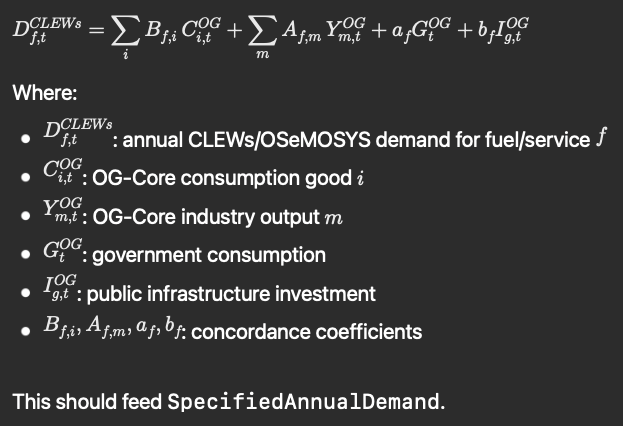 $D_{f,t}^{CLEWs} = \sum_i B_{f,i} C_{i,t}^{OG} + \sum_m A_{f,m} Y_{m,t}^{OG} + a_f G_t^{OG} + b_f I_{g,t}^{OG}$
Where:
• $D_{f,t}^{CLEWs}$: annual CLEWs/OSeMOSYS demand for fuel/service $f$
• $C_{i,t}^{OG}$: OG-Core consumption good $i$
• $Y_{m,t}^{OG}$: OG-Core industry output $m$
• $G_t^{OG}$: government consumption
• $I_{g,t}^{OG}$: public infrastructure investment
• $B_{f,i}, A_{f,m}, a_f, b_f$: concordance coefficients
This should feed SpecifiedAnnualDemand.